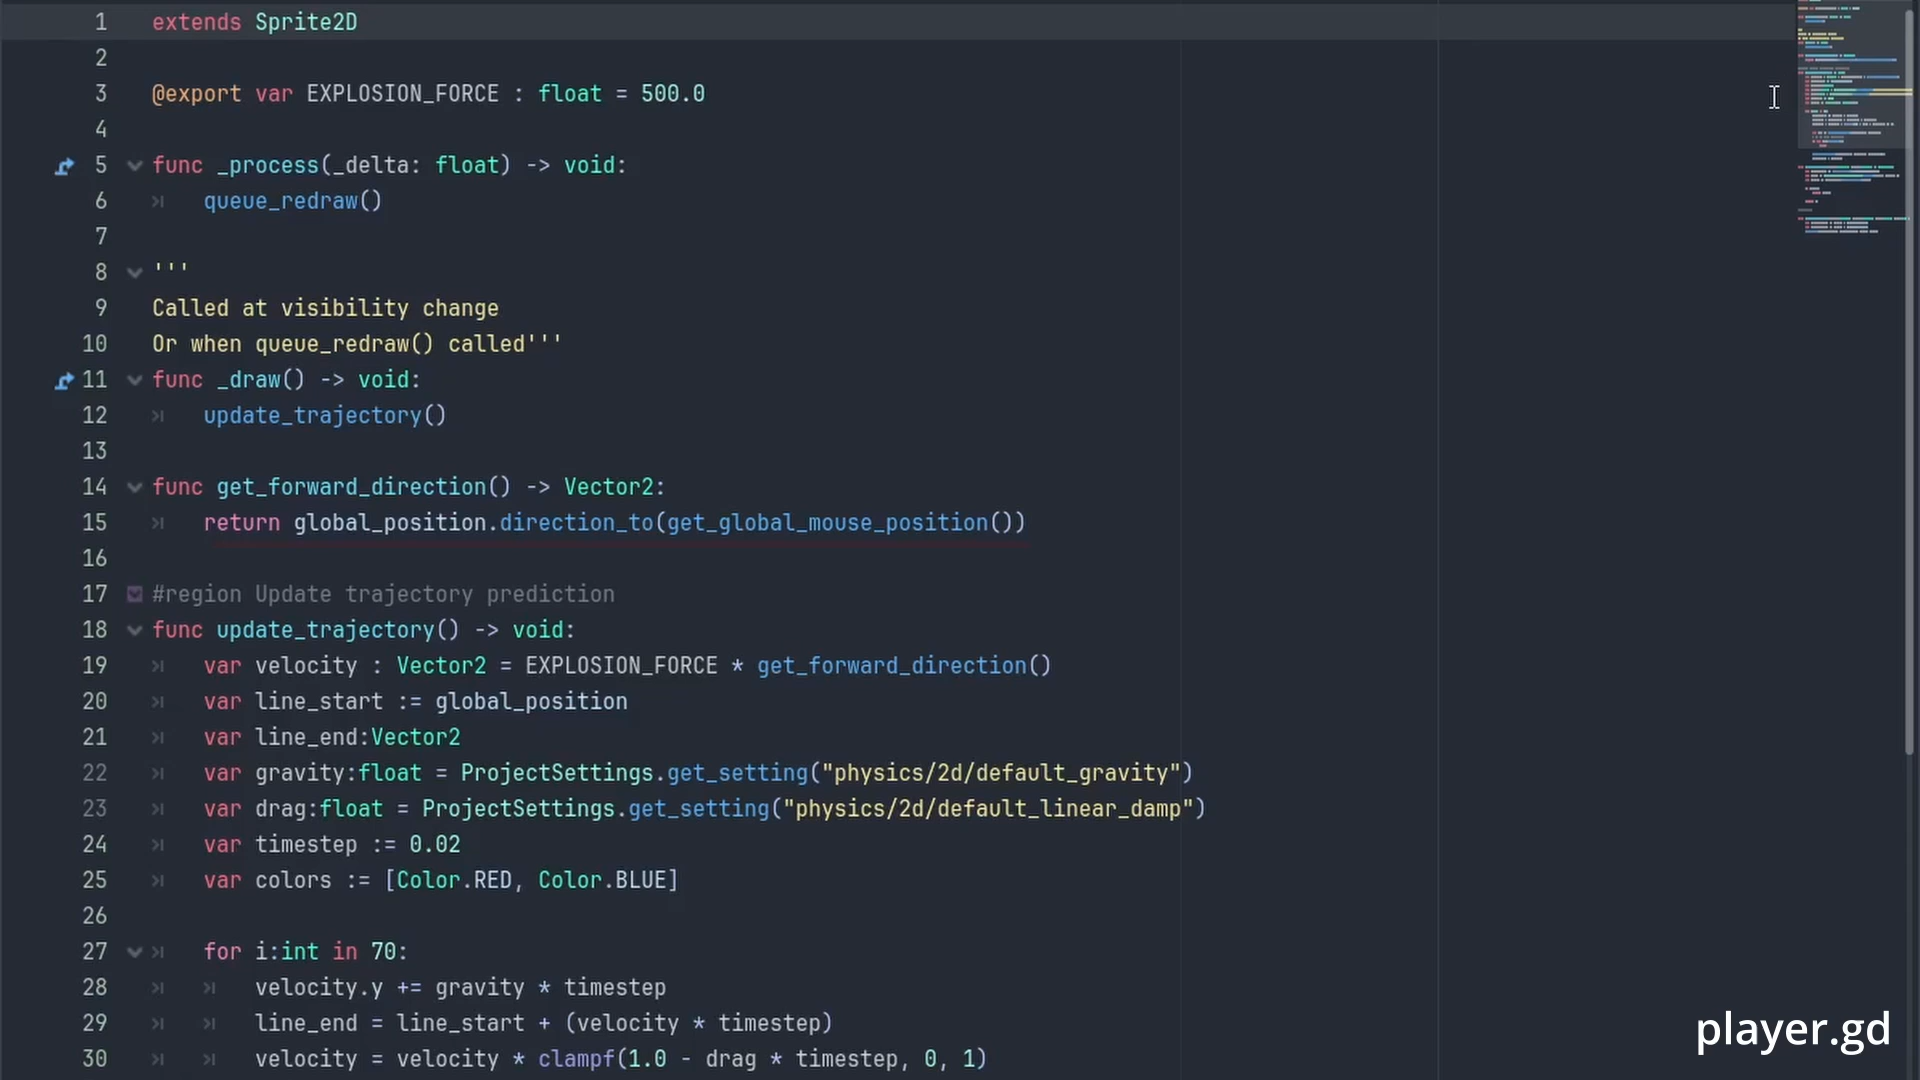 1 extends Sprite2D
2
3 @export var EXPLOSION_FORCE : float = 500.0
4
5 func _process(_delta: float) -> void:
6 queue_redraw()
7
8 '''
9 Called at visibility change
10 Or when queue_redraw() called'''
11 func _draw() -> void:
12 update_trajectory()
13
14 func get_forward_direction() -> Vector2:
15 return global_position.direction_to(get_global_mouse_position())
16
17 #region Update trajectory prediction
18 func update_trajectory() -> void:
19 var velocity : Vector2 = EXPLOSION_FORCE * get_forward_direction()
20 var line_start := global_position
21 var line_end:Vector2
22 var gravity:float = ProjectSettings.get_setting("physics/2d/default_gravity")
23 var drag:float = ProjectSettings.get_setting("physics/2d/default_linear_damp")
24 var timestep := 0.02
25 var colors := [Color.RED, Color.BLUE]
26
27 for i:int in 70:
28 velocity.y += gravity * timestep
29 line_end = line_start + (velocity * timestep)
30 velocity = velocity * clampf(1.0 - drag * timestep, 0, 1)
player.gd